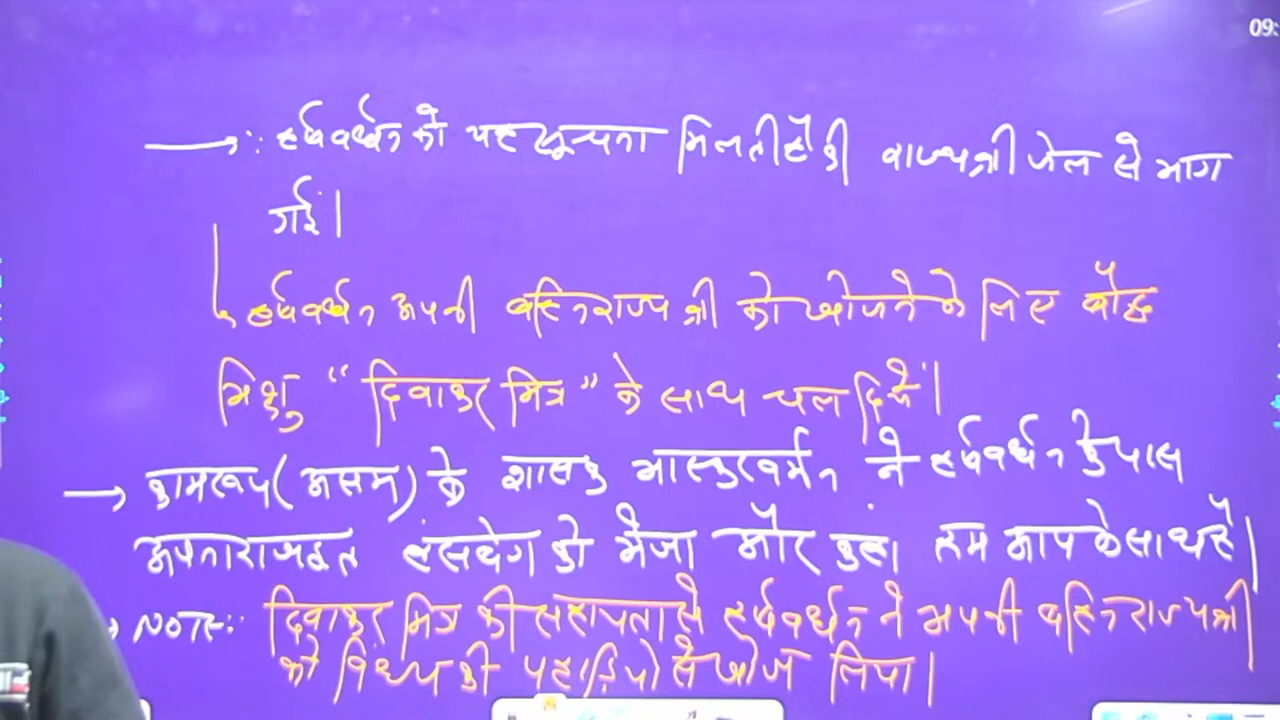 09:
→ : हर्षवर्धन को यह सूचना मिलती है की राज्यश्री जेल से भाग
गई।
हर्षवर्धन अपनी बहिन राज्य श्री को खोजने के लिए बौद्ध
भिक्षु “दिवाकर मित्र” के साथ चल दिये।
→ कामरूप (असम) के शासक भास्करवर्मन ने हर्षवर्धन के पास
अपना राजदूत हंसवेग को भेजा और कहा हम आप के साथ है।
NOTE:- दिवाकर मित्र की सहायता से हर्षवर्धन ने अपनी बहिन राज्यश्री
को विंध्य की पहाड़ियो से खोज लिया।